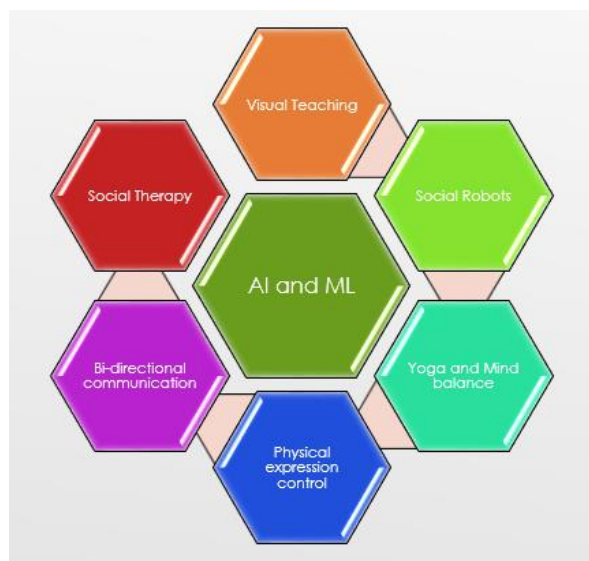 Visual Teaching
Social Therapy
Social Robots
AI and ML
Bi-directional
communication
Yoga and Mind
balance
Physical
expression
control